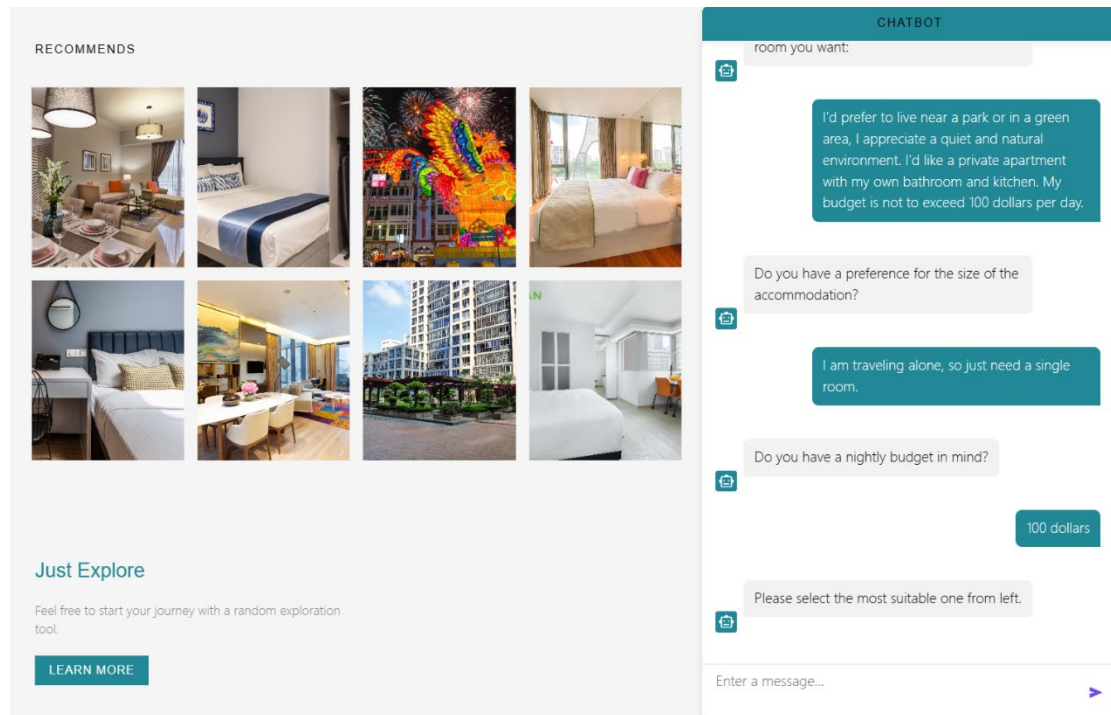 RECOMMENDS
AN
Just Explore
Feel free to start your journey with a random exploration
tool.
LEARN MORE
CHATBOT
room you want:
I'd prefer to live near a park or in a green
area, I appreciate a quiet and natural
environment. I'd like a private apartment
with my own bathroom and kitchen. My
budget is not to exceed 100 dollars per day.
Do you have a preference for the size of the
accommodation?
I am traveling alone, so just need a single
room.
Do you have a nightly budget in mind?
100 dollars
Please select the most suitable one from left.
Enter a message...